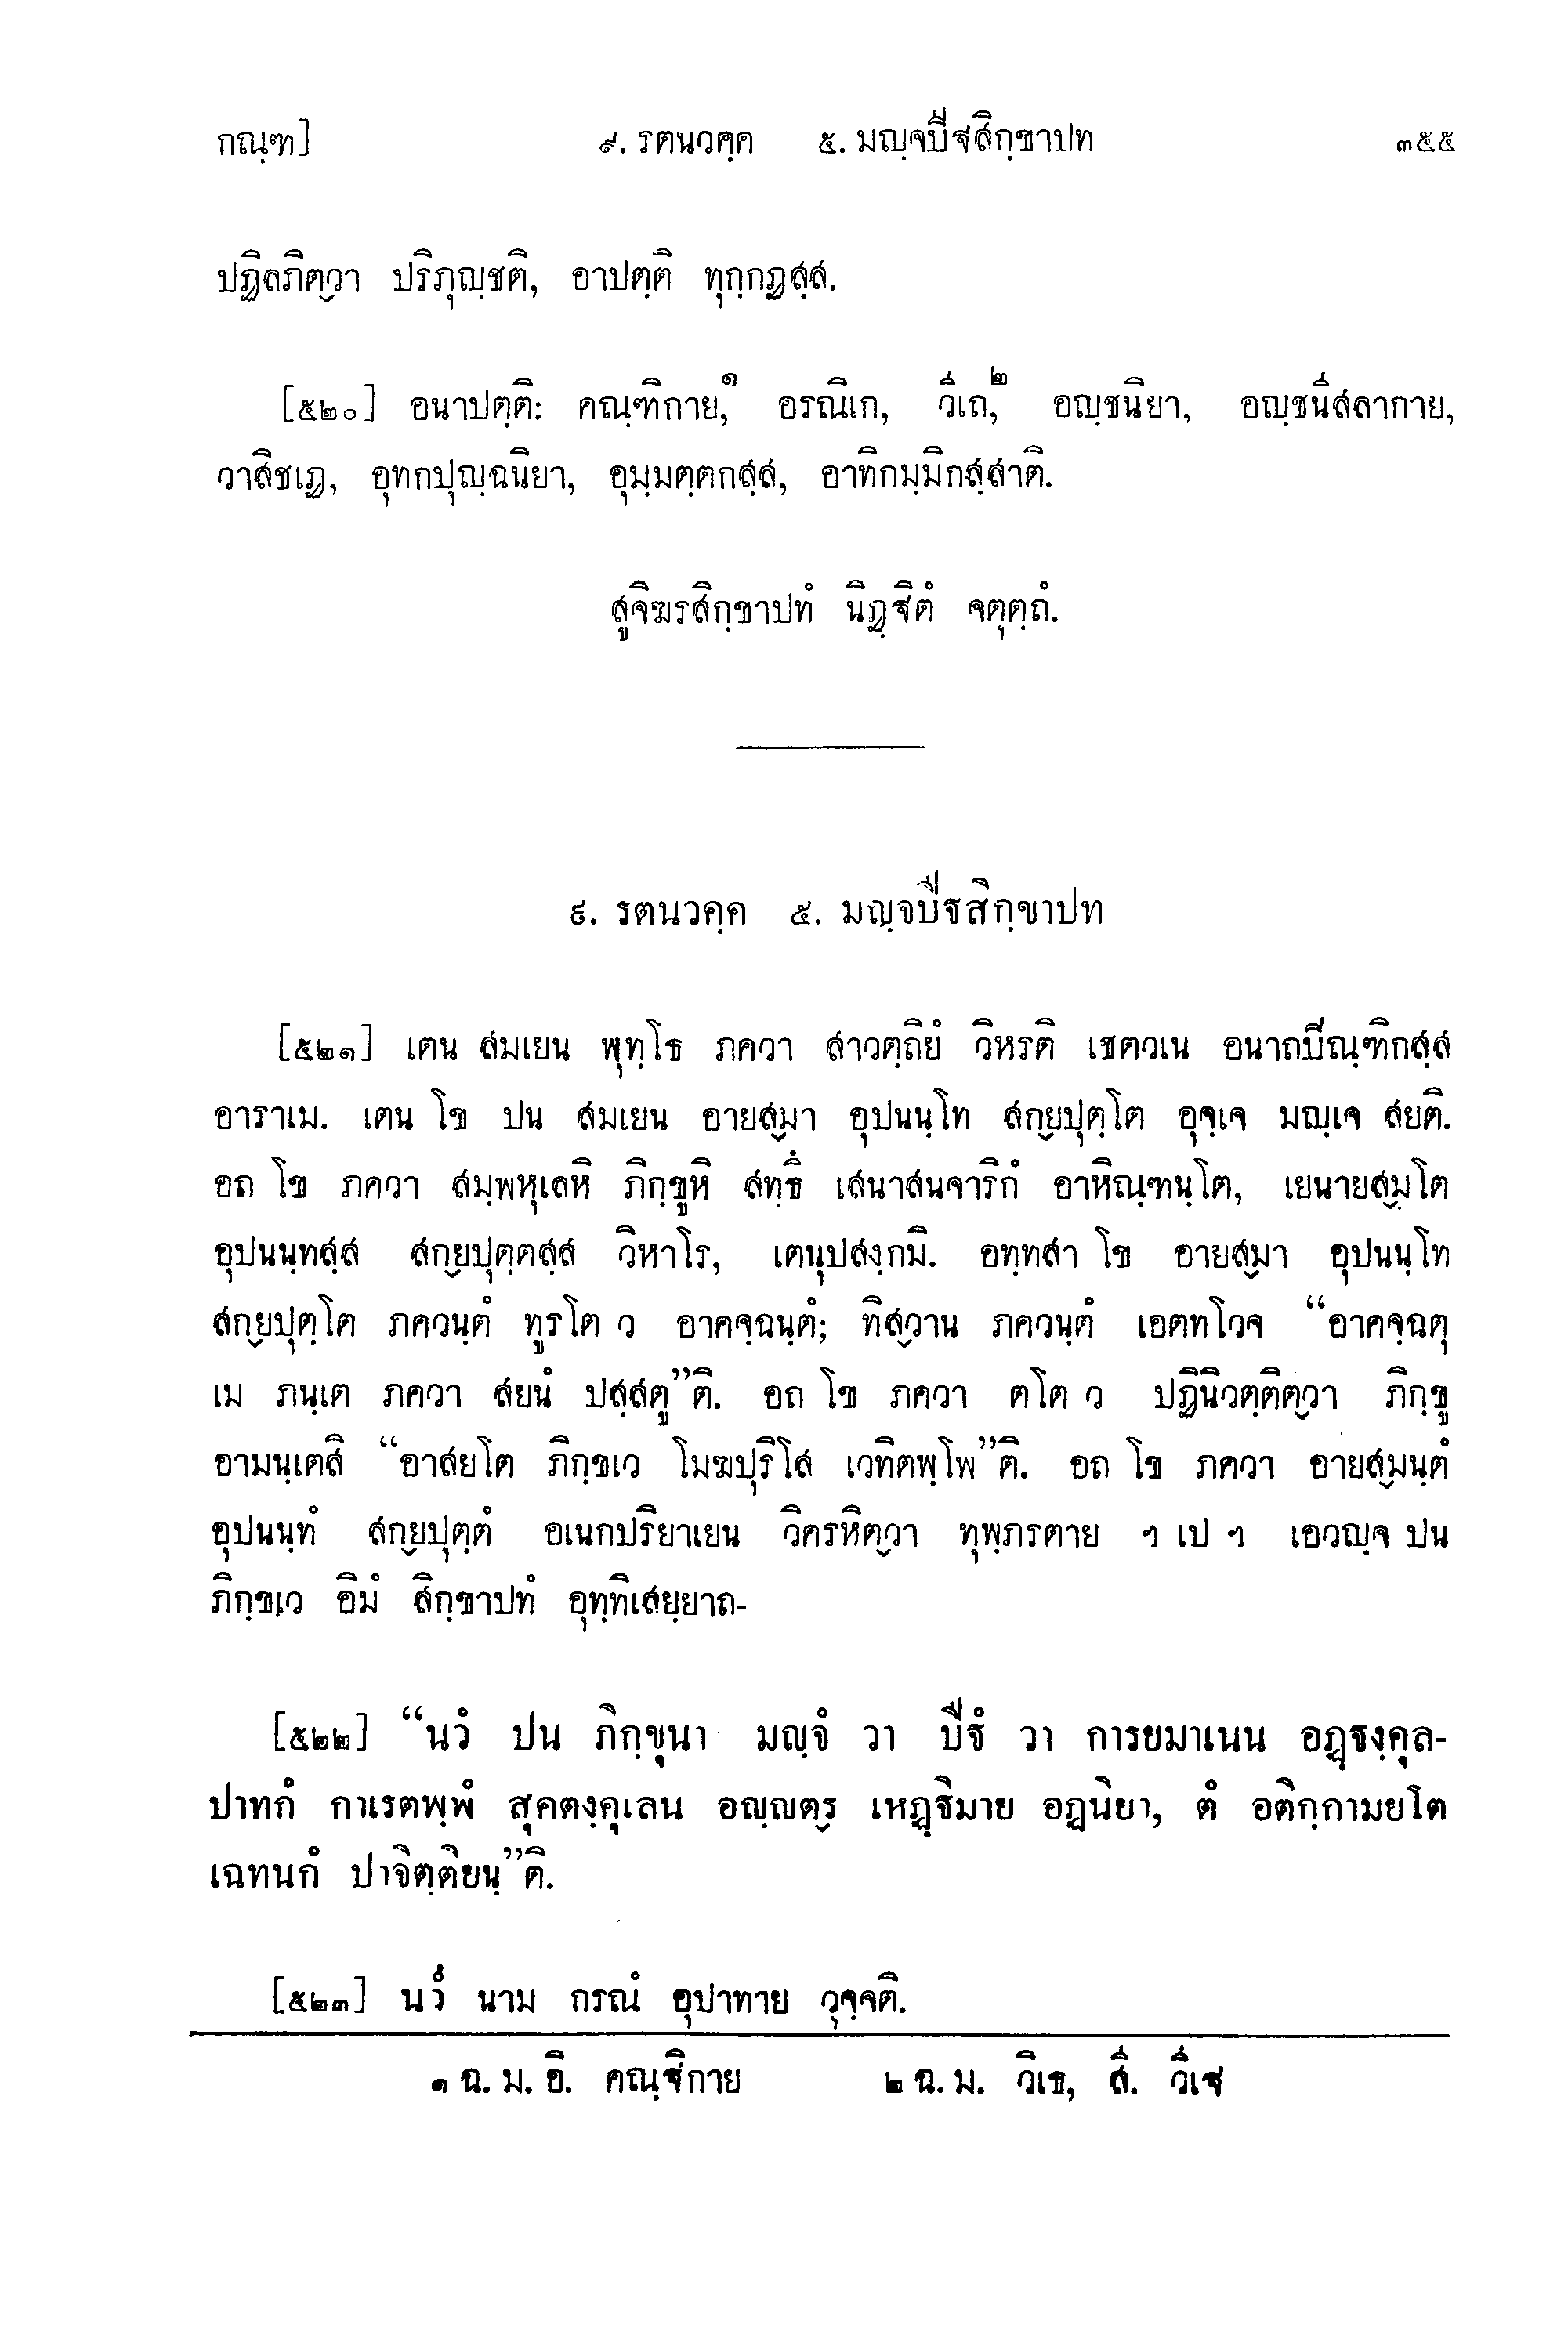 กณฺฑ] ๙. รตนวคฺค ๕. มญฺจปีฐสิกฺขาปท ๓๕๕
ปฏิลภิตฺวา ปริภุญฺชติ, อาปตฺติ ทุกฺกฏสฺส.
[๕๒๐] อนาปตฺติ: คณฺฑิกาย,๑ อรณิเก, วีเถ,๒ อญฺชนิยา, อญฺชนีสลากาย,
วาสิชเฏ, อุทกปุญฺฉนิยา, อุมฺมตฺตกสฺส, อาทิกมฺมิกสฺสาติ.
สูจิฆรสิกฺขาปทํ นิฏฺฐิตํ จตุตฺถํ.
๙. รตนวคฺค ๕. มญฺจปีฐสิกฺขาปท
[๕๒๑] เตน สมเยน พุทฺโธ ภควา สาวตฺถิยํ วิหรติ เชตวเน อนาถปิณฺฑิกสฺส
อาราเม. เตน โข ปน สมเยน อายสฺมา อุปนนฺโท สกฺยปุตฺโต อุจฺเจ มญฺเจ สยติ.
อถ โข ภควา สมฺพหุเลหิ ภิกฺขูหิ สทฺธึ เสนาสนจาริกํ อาหิณฺฑนฺโต, เยนายสฺมโต
อุปนนฺทสฺส สกฺยปุตฺตสฺส วิหาโร, เตนุปสงฺกมิ. อทฺทสา โข อายสฺมา อุปนนฺโท
สกฺยปุตฺโต ภควนฺตํ ทูรโต ว อาคจฺฉนฺตํ; ทิสฺวาน ภควนฺตํ เอตทโวจ “อาคจฺฉตุ
เม ภนฺเต ภควา สยนํ ปสฺสตู”ติ. อถ โข ภควา ตโต ว ปฏินิวตฺติตฺวา ภิกฺขู
อามนฺเตสิ “อาสยโต ภิกฺขเว โมฆปุริโส เวทิตพฺโพ”ติ. อถ โข ภควา อายสฺมนฺตํ
อุปนนฺทํ สกฺยปุตฺตํ อเนกปริยาเยน วิครหิตฺวา ทุพฺภรตาย ฯ เป ฯ เอวญฺจ ปน
ภิกฺขเว อิมํ สิกฺขาปทํ อุทฺทิเสยฺยาถ-
[๕๒๒] “นวํ ปน ภิกฺขุนา มญฺจํ วา ปีฐํ วา การยมาเนน อฏฺฐงฺคุล-
ปาทกํ กาเรตพฺพํ สุคตงฺคุเลน อญฺญตฺร เหฏฺฐิมาย อฏนิยา, ตํ อติกฺกามยโต
เฉทนกํ ปาจิตฺติยนฺ”ติ.
[๕๒๓] นวํ นาม กรณํ อุปาทาย วุจฺจติ.
๑ ฉ. ม. อิ. คณฺฐิกาย ๒ ฉ. ม. วิเธ, สี. วีเฐ